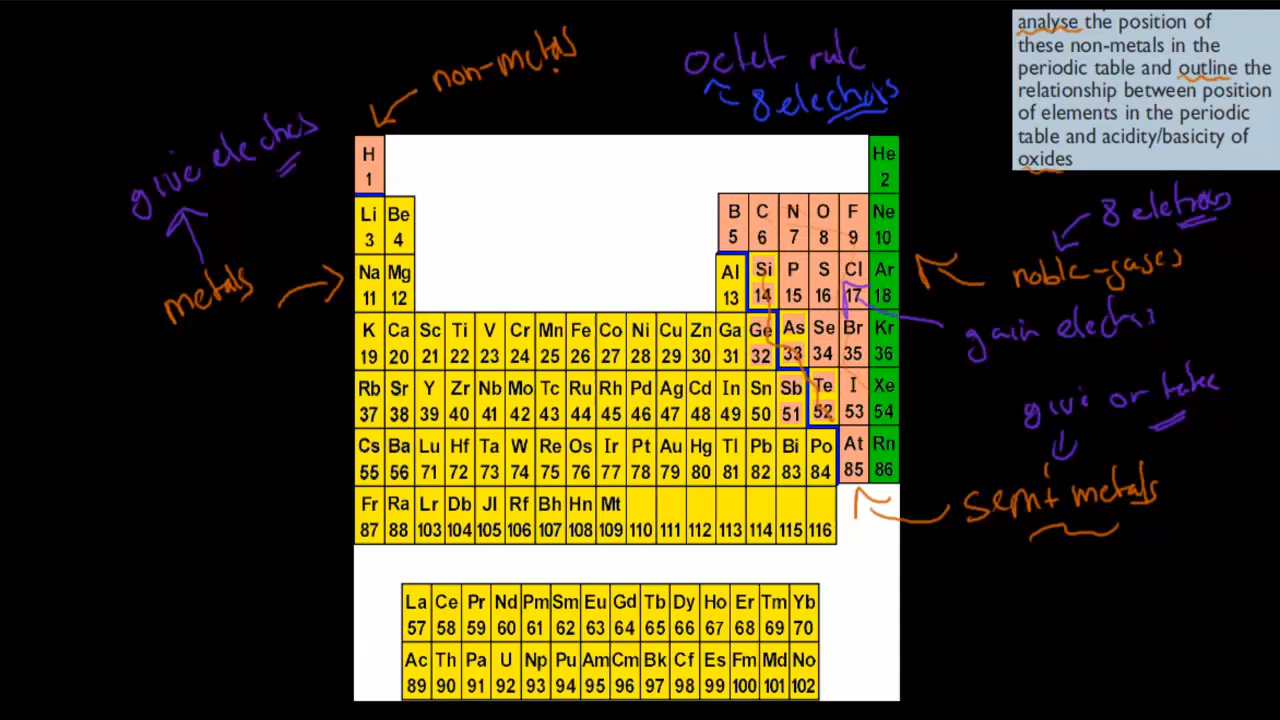 analyse the position of
these non-metals in the
periodic table and outline the
relationship between position
of elements in the periodic
table and acidity/basicity of
oxides
non-metals
Octet rule
8 electrons
give electrons
metals
8 eletrons
noble-gases
gain electrons
give or take
semi metals
H He
1 2
Li Be B C N O F Ne
3 4 5 6 7 8 9 10
Na Mg Al Si P S Cl Ar
11 12 13 14 15 16 17 18
K Ca Sc Ti V Cr Mn Fe Co Ni Cu Zn Ga Ge As Se Br Kr
19 20 21 22 23 24 25 26 27 28 29 30 31 32 33 34 35 36
Rb Sr Y Zr Nb Mo Tc Ru Rh Pd Ag Cd In Sn Sb Te I Xe
37 38 39 40 41 42 43 44 45 46 47 48 49 50 51 52 53 54
Cs Ba Lu Hf Ta W Re Os Ir Pt Au Hg Tl Pb Bi Po At Rn
55 56 71 72 73 74 75 76 77 78 79 80 81 82 83 84 85 86
Fr Ra Lr Db Jl Rf Bh Hn Mt
87 88 103 104 105 106 107 108 109 110 111 112 113 114 115 116
La Ce Pr Nd Pm Sm Eu Gd Tb Dy Ho Er Tm Yb
57 58 59 60 61 62 63 64 65 66 67 68 69 70
Ac Th Pa U Np Pu Am Cm Bk Cf Es Fm Md No
89 90 91 92 93 94 95 96 97 98 99 100 101 102